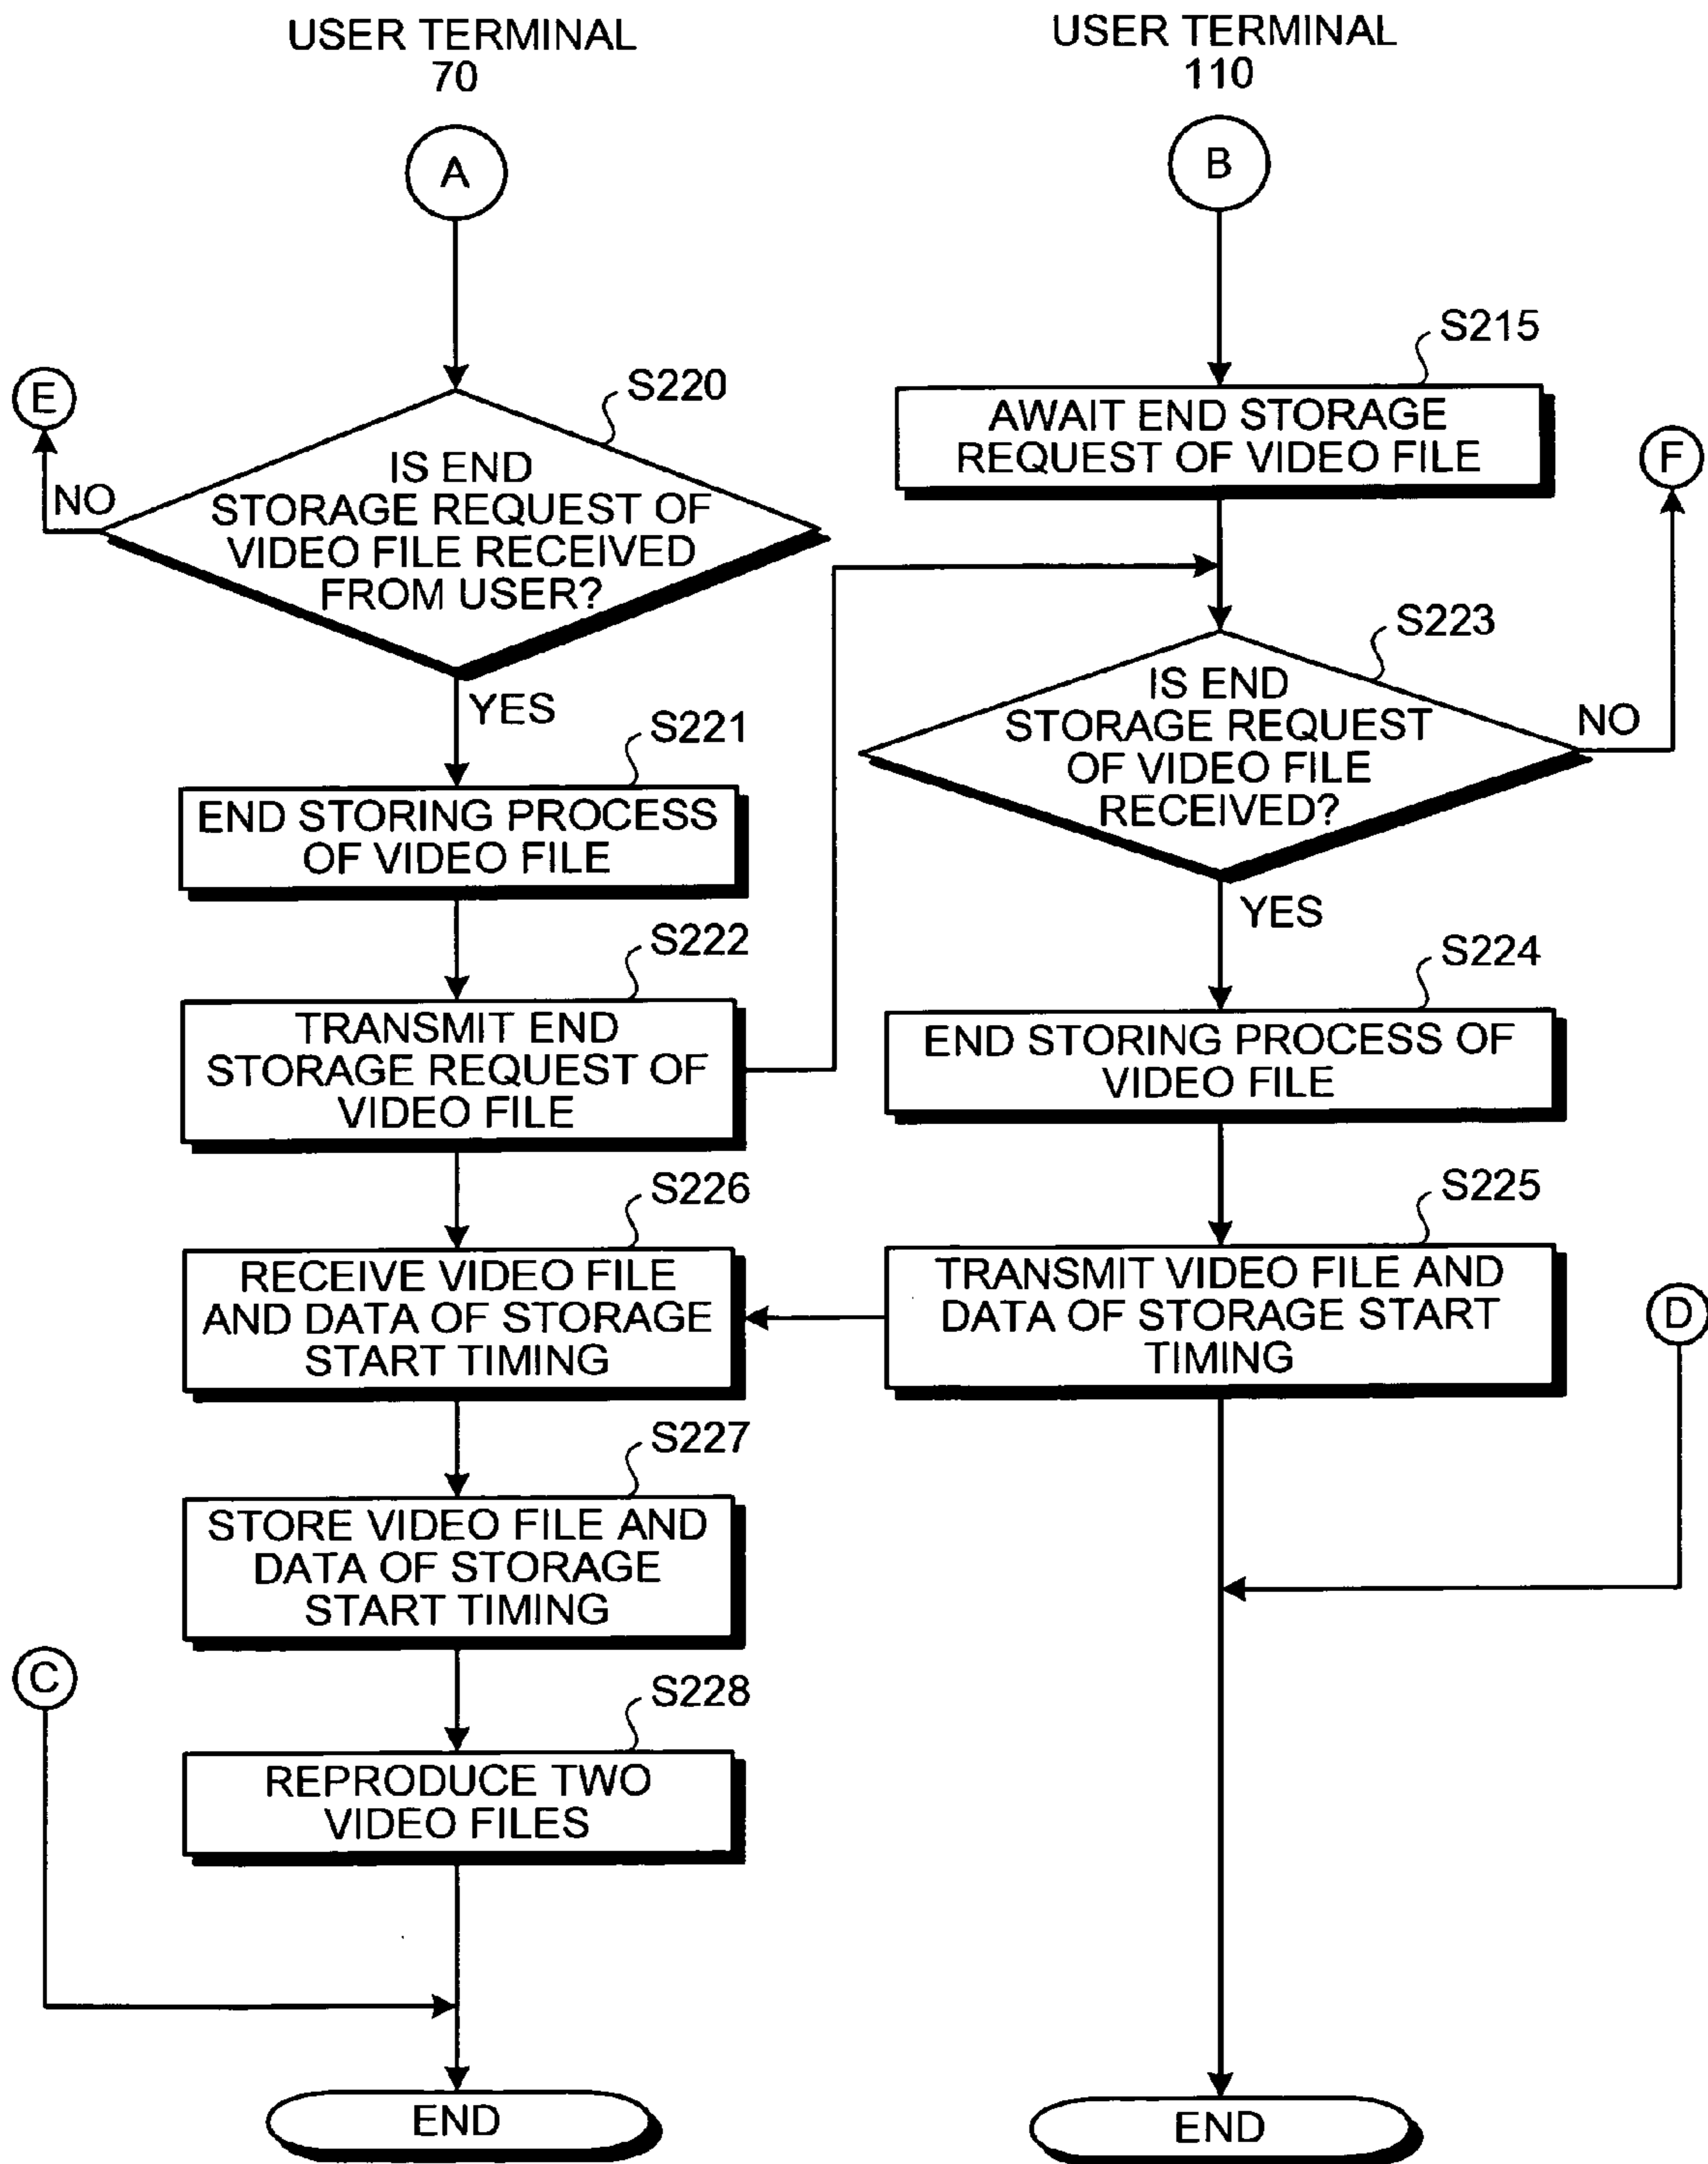 USER TERMINAL
70
A
S220
E
NO
IS END
STORAGE REQUEST OF
VIDEO FILE RECEIVED
FROM USER?
YES
S221
END STORING PROCESS
OF VIDEO FILE
S222
TRANSMIT END
STORAGE REQUEST OF
VIDEO FILE
S226
RECEIVE VIDEO FILE
AND DATA OF STORAGE
START TIMING
S227
STORE VIDEO FILE AND
DATA OF STORAGE
START TIMING
C
S228
REPRODUCE TWO
VIDEO FILES
END
USER TERMINAL
110
B
S215
AWAIT END STORAGE
REQUEST OF VIDEO FILE
F
S223
IS END
STORAGE REQUEST
OF VIDEO FILE
RECEIVED?
NO
YES
S224
END STORING PROCESS OF
VIDEO FILE
S225
TRANSMIT VIDEO FILE AND
DATA OF STORAGE START
TIMING
D
END